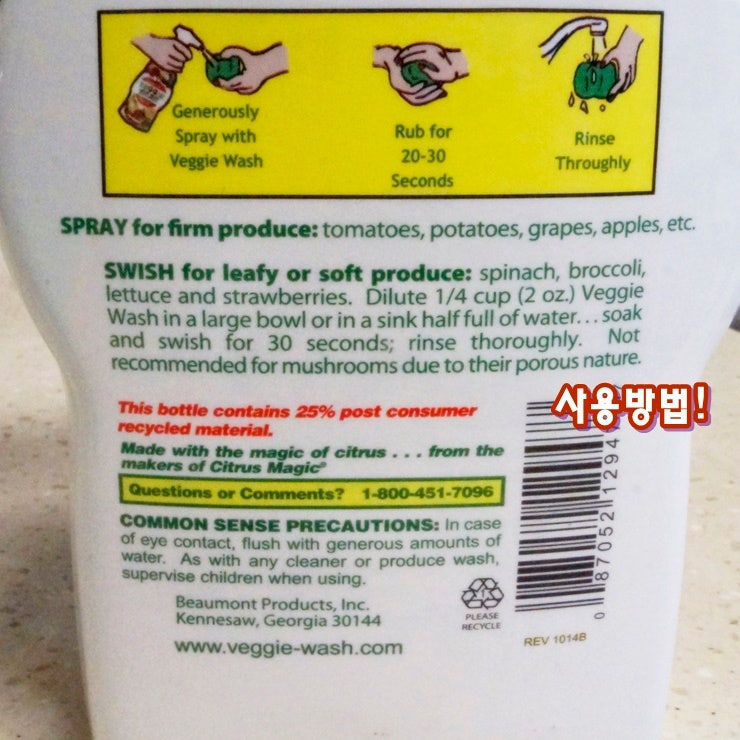 Generously
Spray with
Veggie Wash
Rub for
20-30
Seconds
Rinse
Throughly
SPRAY for firm produce: tomatoes, potatoes, grapes, apples, etc.
SWISH for leafy or soft produce: spinach, broccoli,
lettuce and strawberries. Dilute 1/4 cup (2 oz.) Veggie
Wash in a large bowl or in a sink half full of water...soak
and swish for 30 seconds; rinse thoroughly. Not
recommended for mushrooms due to their porous nature.
사용방법!
This bottle contains 25% post consumer
recycled material.
Made with the magic of citrus . . . from the
makers of Citrus Magic®
Questions or Comments? 1-800-451-7096
COMMON SENSE PRECAUTIONS: In case
of eye contact, flush with generous amounts of
water. As with any cleaner or produce wash,
supervise children when using.
Beaumont Products, Inc.
Kennesaw, Georgia 30144
www.veggie-wash.com
PLEASE
RECYCLE
0 87052 11294
REV 1014B